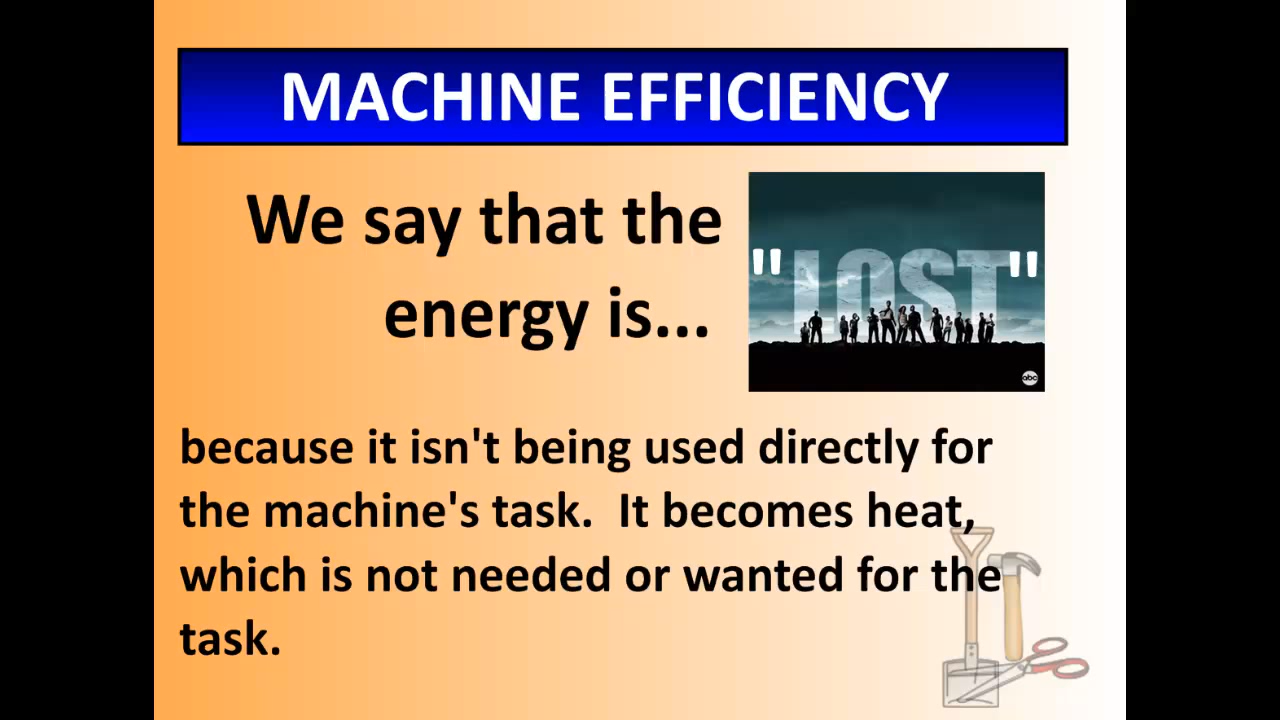 MACHINE EFFICIENCY
We say that the
energy is...
"LOST"
abc
because it isn't being used directly for
the machine's task.  It becomes heat,
which is not needed or wanted for the
task.